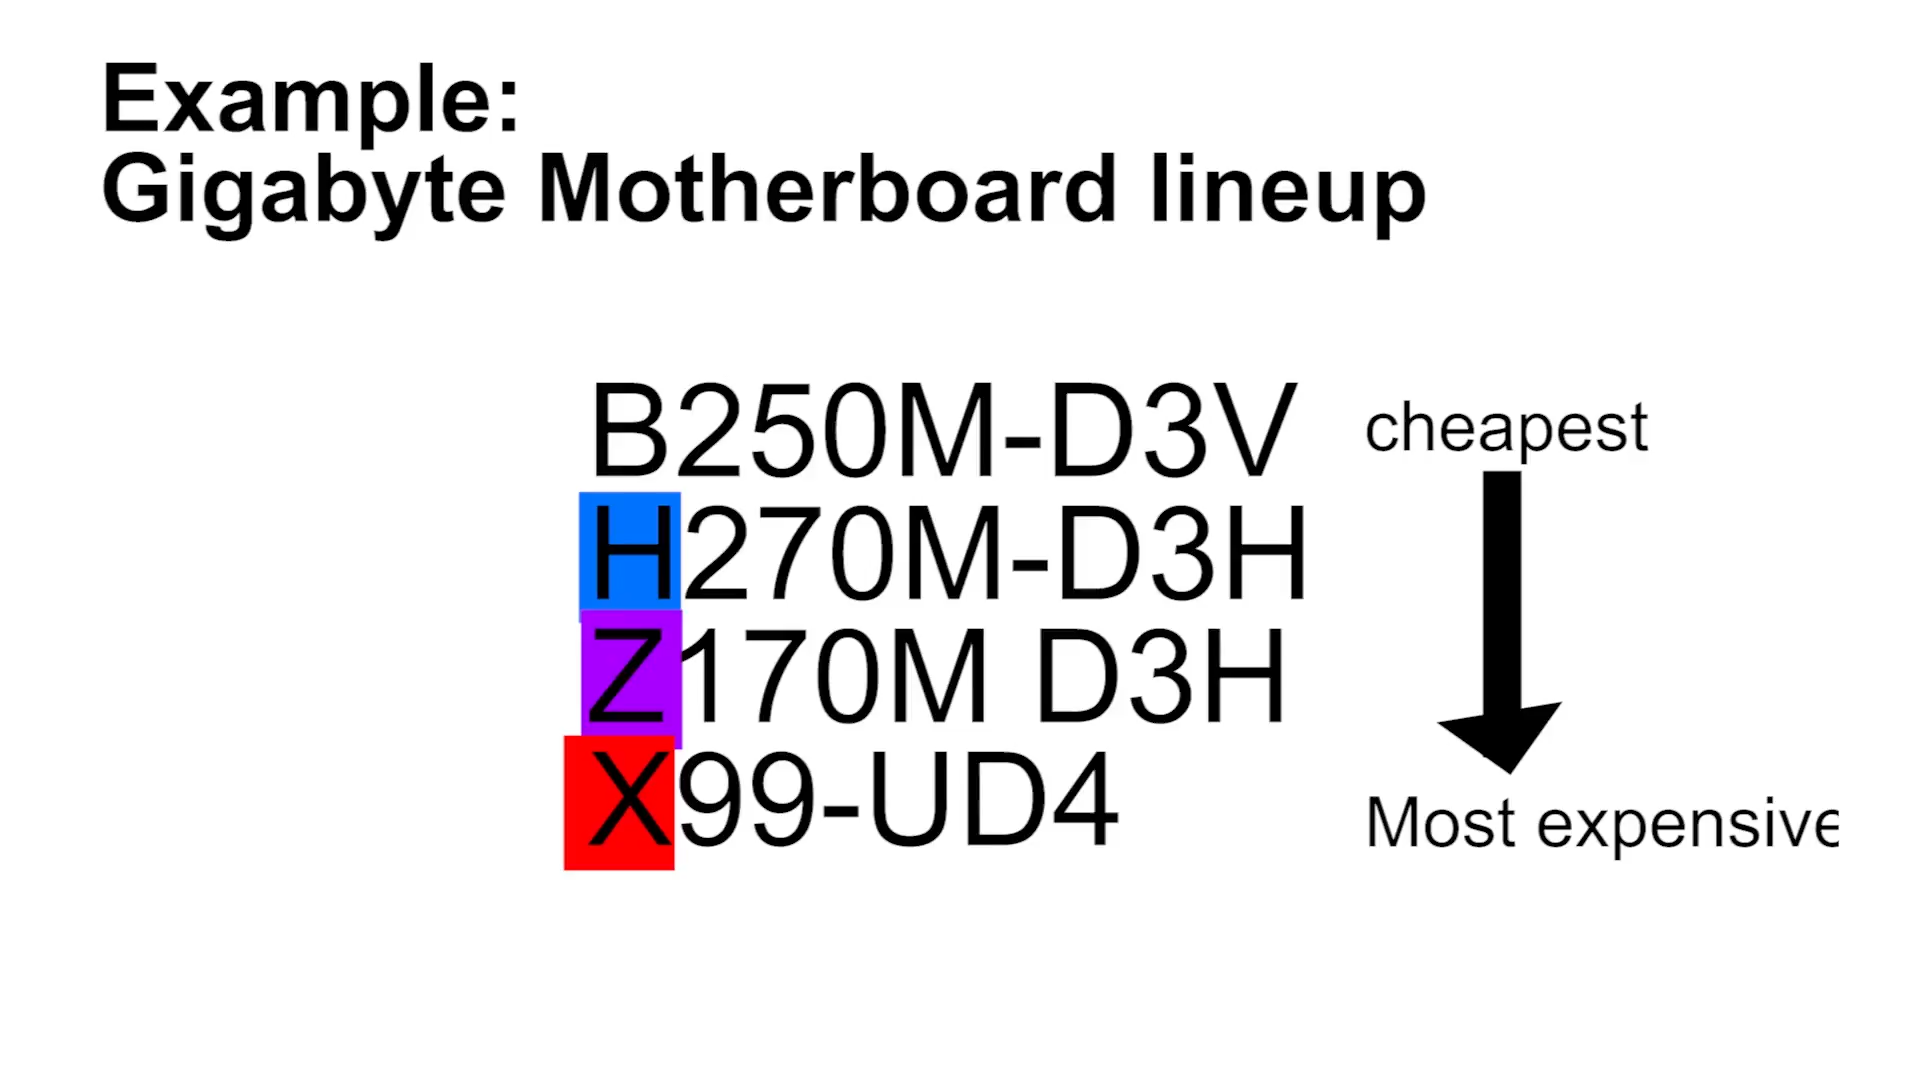 Example:
Gigabyte Motherboard lineup
B250M-D3V
cheapest
H270M-D3H
Z170M D3H
X99-UD4
Most expensive